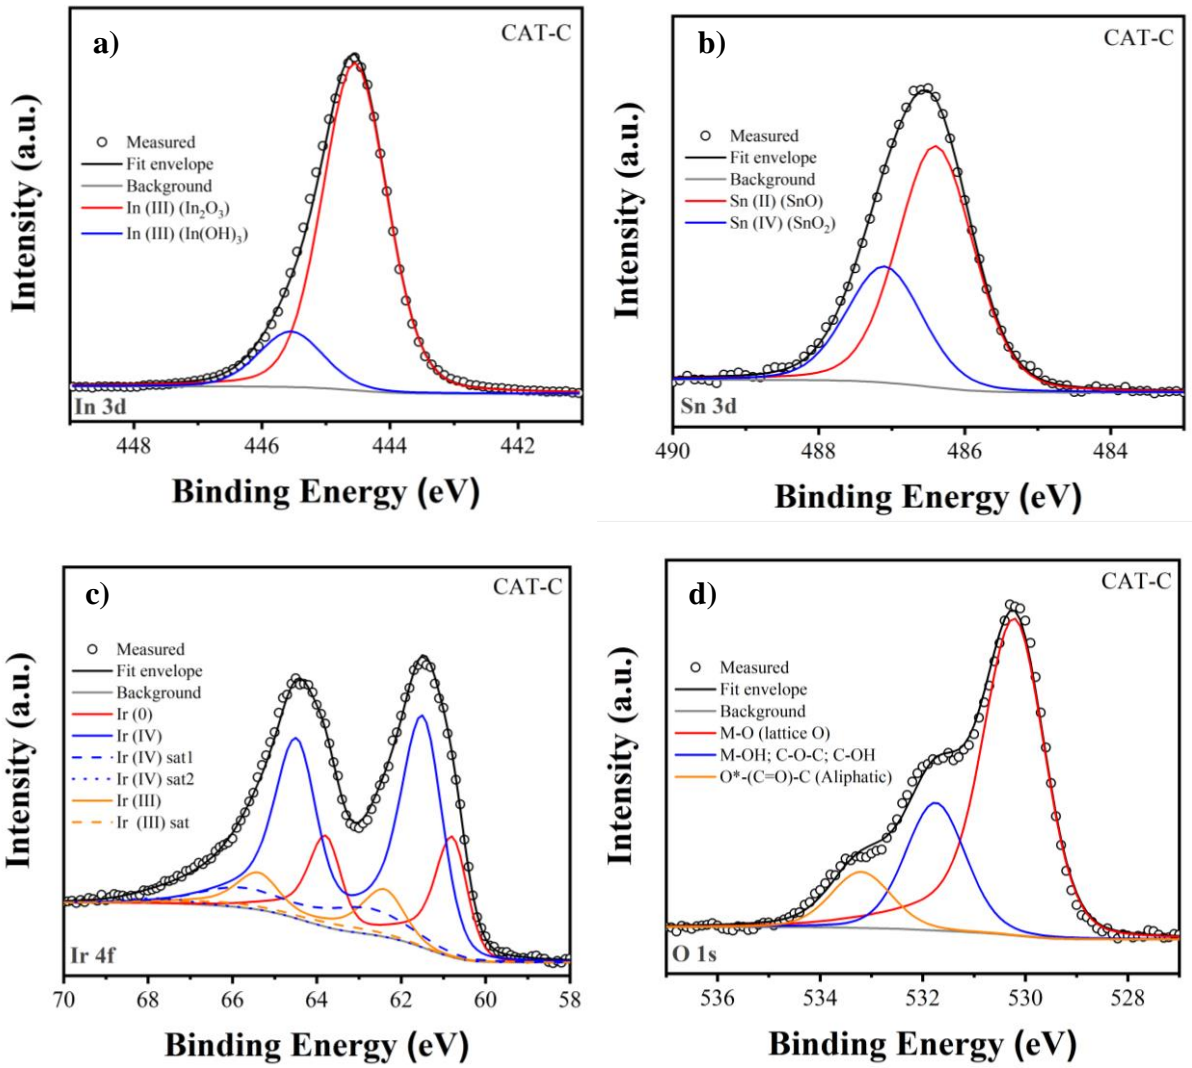 a)
CAT-C
Measured
Fit envelope
Background
In (III) (In₂O₃)
In (III) (In(OH)₃)
In 3d
448 446 444 442
Binding Energy (eV)
Intensity (a.u.)
b)
CAT-C
Measured
Fit envelope
Background
Sn (II) (SnO)
Sn (IV) (SnO₂)
Sn 3d
490 488 486 484
Binding Energy (eV)
Intensity (a.u.)
c)
CAT-C
Measured
Fit envelope
Background
Ir (0)
Ir (IV)
Ir (IV) sat1
Ir (IV) sat2
Ir (III)
Ir (III) sat
Ir 4f
70 68 66 64 62 60 58
Binding Energy (eV)
Intensity (a.u.)
d)
CAT-C
Measured
Fit envelope
Background
M-O (lattice O)
M-OH; C-O-C; C-OH
O*-(C=O)-C (Aliphatic)
O 1s
536 534 532 530 528
Binding Energy (eV)
Intensity (a.u.)